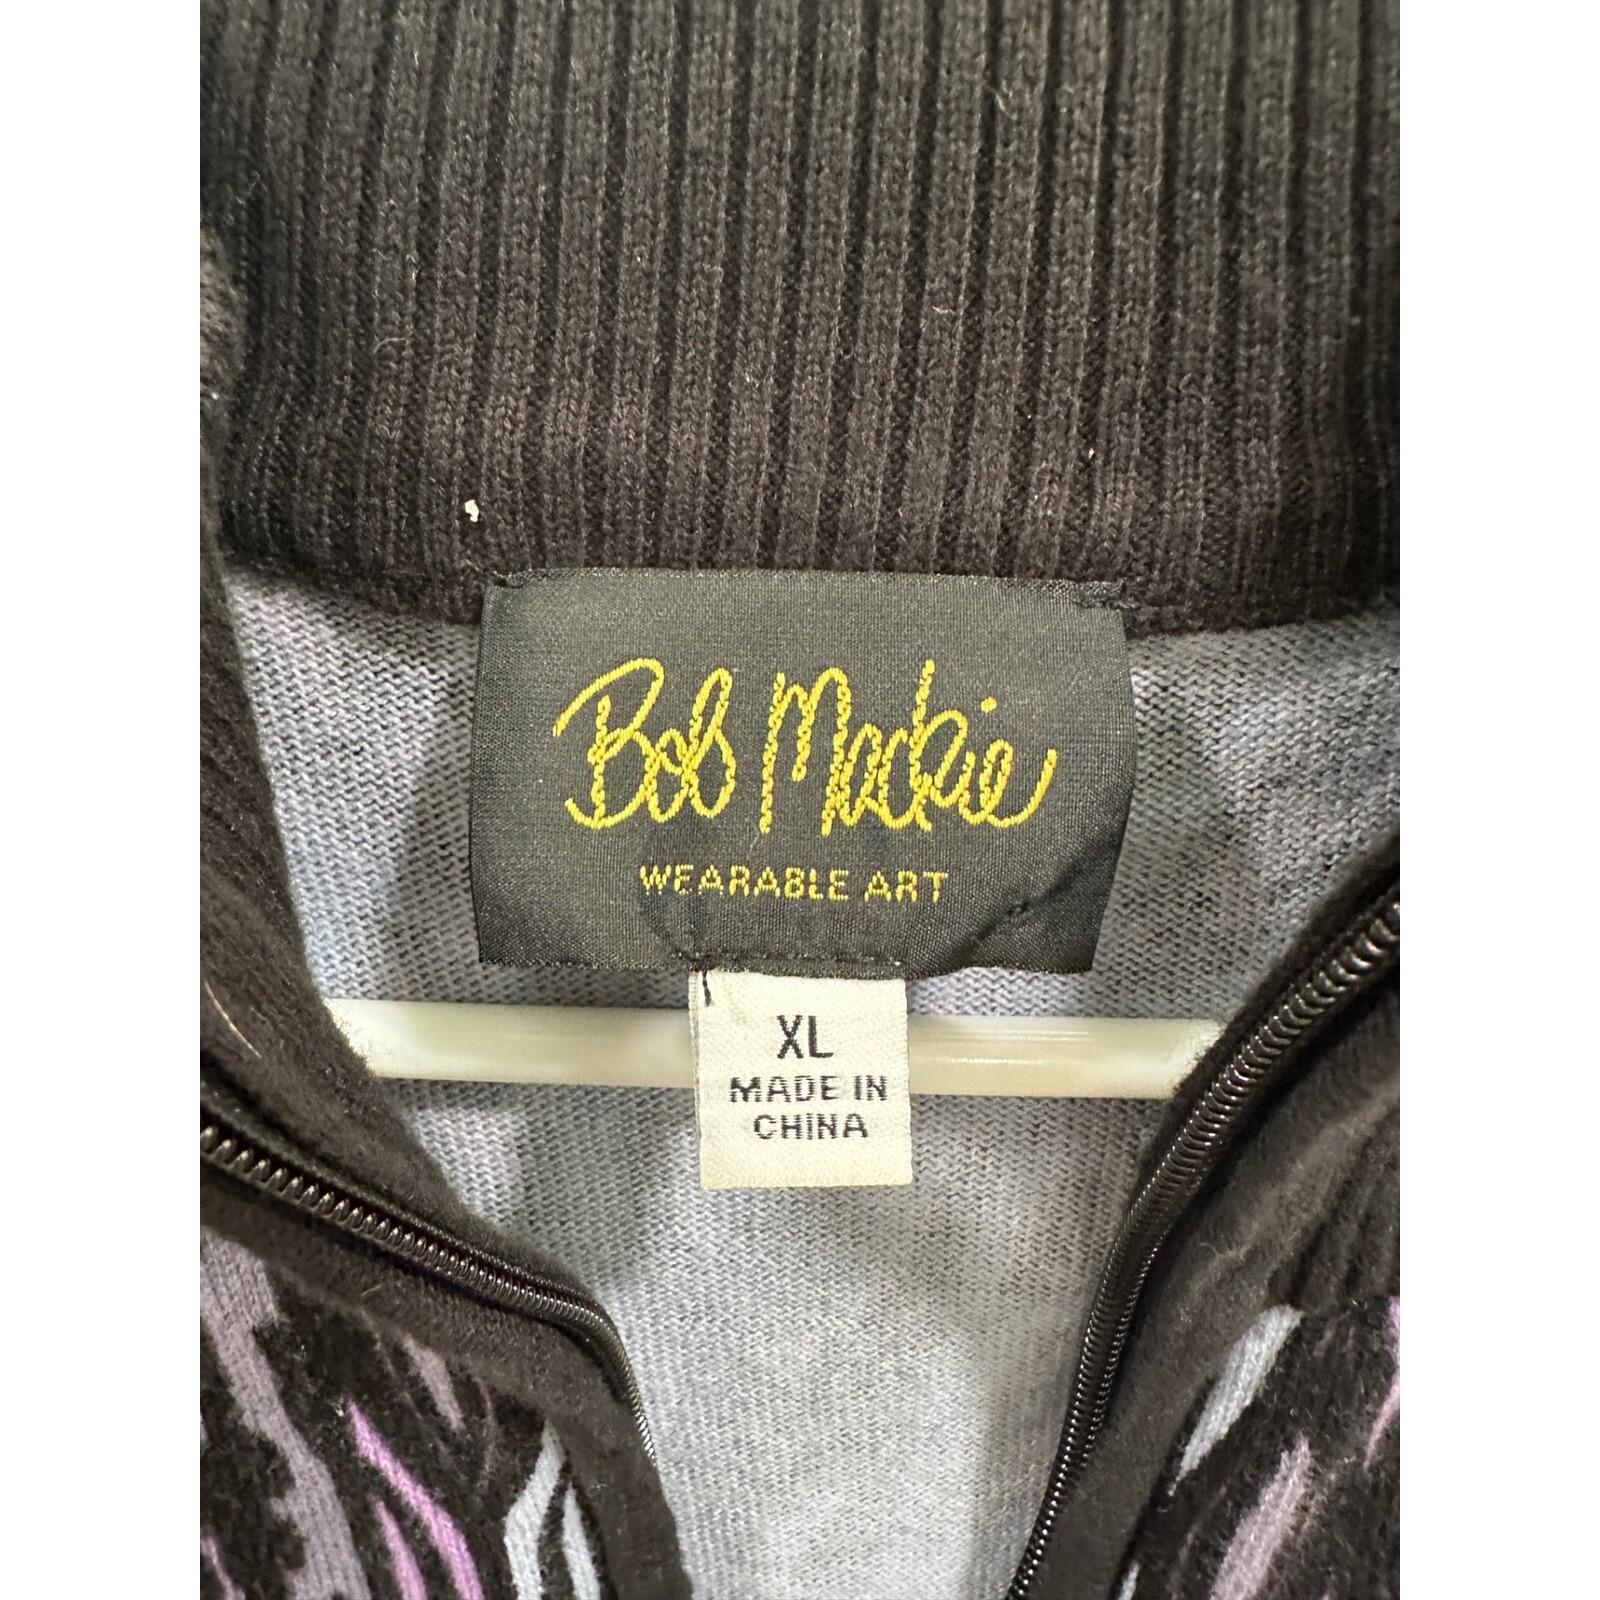 Bob Mackie
WEARABLE ART
XL
MADE IN
CHINA